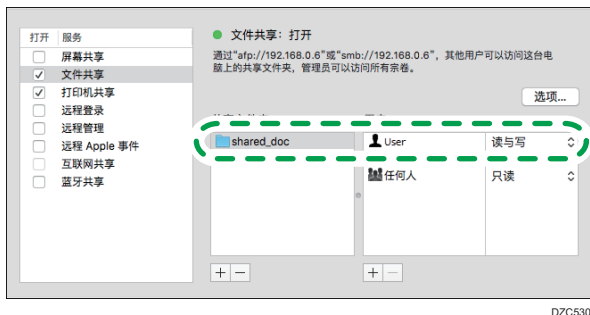 打开 服务
屏幕共享
文件共享
打印机共享
远程登录
远程管理
远程 Apple 事件
互联网共享
蓝牙共享
文件共享：打开
通过“afp://192.168.0.6”或“smb://192.168.0.6”，其他用户可以访问这台电
脑上的共享文件夹，管理员可以访问所有宗卷。
选项...
shared_doc
User 读与写
任何人 只读
DZC530